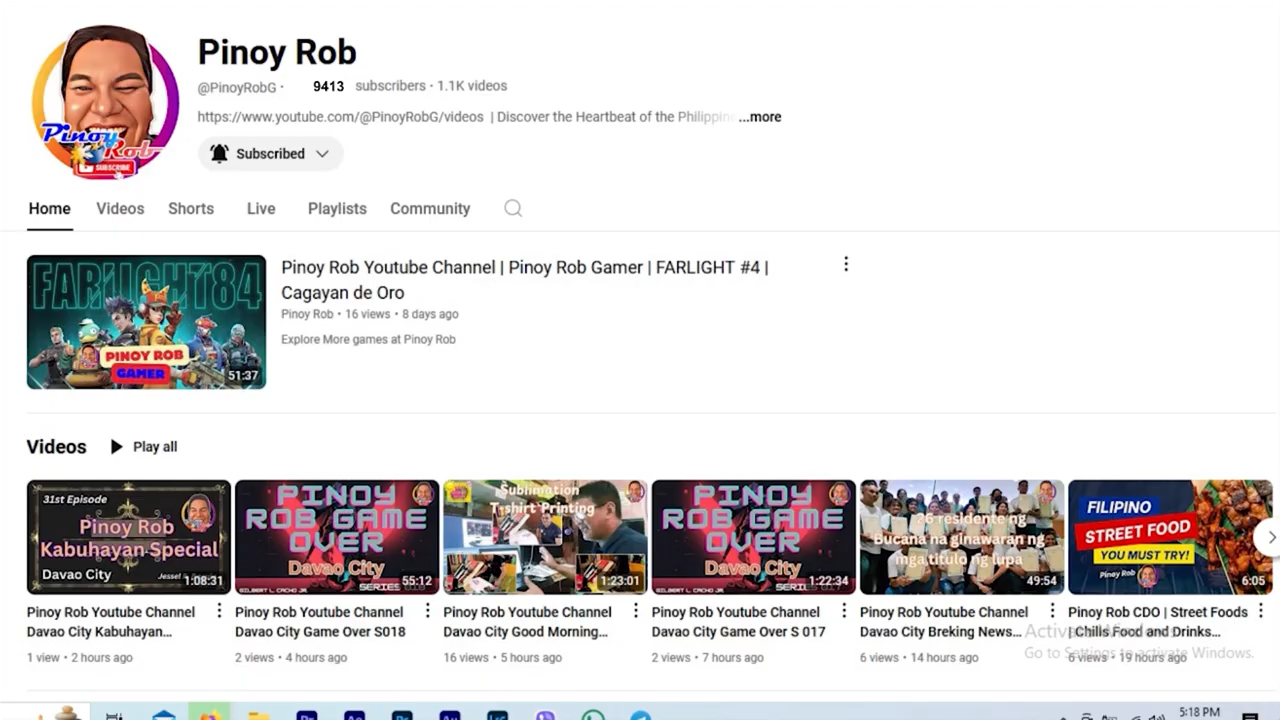 Pinoy Rob
@PinoyRobG · 9413 subscribers · 1.1K videos
https://www.youtube.com/@PinoyRobG/videos | Discover the Heartbeat of the Philippin ...more
Pinoy
Rob
SUBSCRIBE
Subscribed
Home Videos Shorts Live Playlists Community
FARLIGHT84
PINOY ROB
GAMER
51:37
Pinoy Rob Youtube Channel | Pinoy Rob Gamer | FARLIGHT #4 |
Cagayan de Oro
Pinoy Rob · 16 views · 8 days ago
Explore More games at Pinoy Rob
Videos Play all
31st Episode
Pinoy Rob
Kabuhayan Special
Davao City
1:08:31
Pinoy Rob Youtube Channel
Davao City Kabuhayan...
1 view · 2 hours ago
PINOY
ROB GAME
OVER
Davao City
GILBERT L. CACHO JR.
55:12
Pinoy Rob Youtube Channel
Davao City Game Over S018
2 views · 4 hours ago
Sublimation
T-shirt Printing
1:23:01
Pinoy Rob Youtube Channel
Davao City Good Morning...
16 views · 5 hours ago
PINOY
ROB GAME
OVER
Davao City
GILBERT L. CACHO JR.
1:22:34
Pinoy Rob Youtube Channel
Davao City Game Over S 017
2 views · 7 hours ago
26 residente ng
Bucana na ginawaran ng
mga titulo ng lupa
49:54
Pinoy Rob Youtube Channel
Davao City Breking News...
6 views · 14 hours ago
FILIPINO
STREET FOOD
YOU MUST TRY!
Pinoy Rob
6:05
Pinoy Rob CDO | Street Foods
| Chills Food and Drinks...
6 views · 19 hours ago
Activate Windows
Go to Settings to activate Windows.
5:18 PM